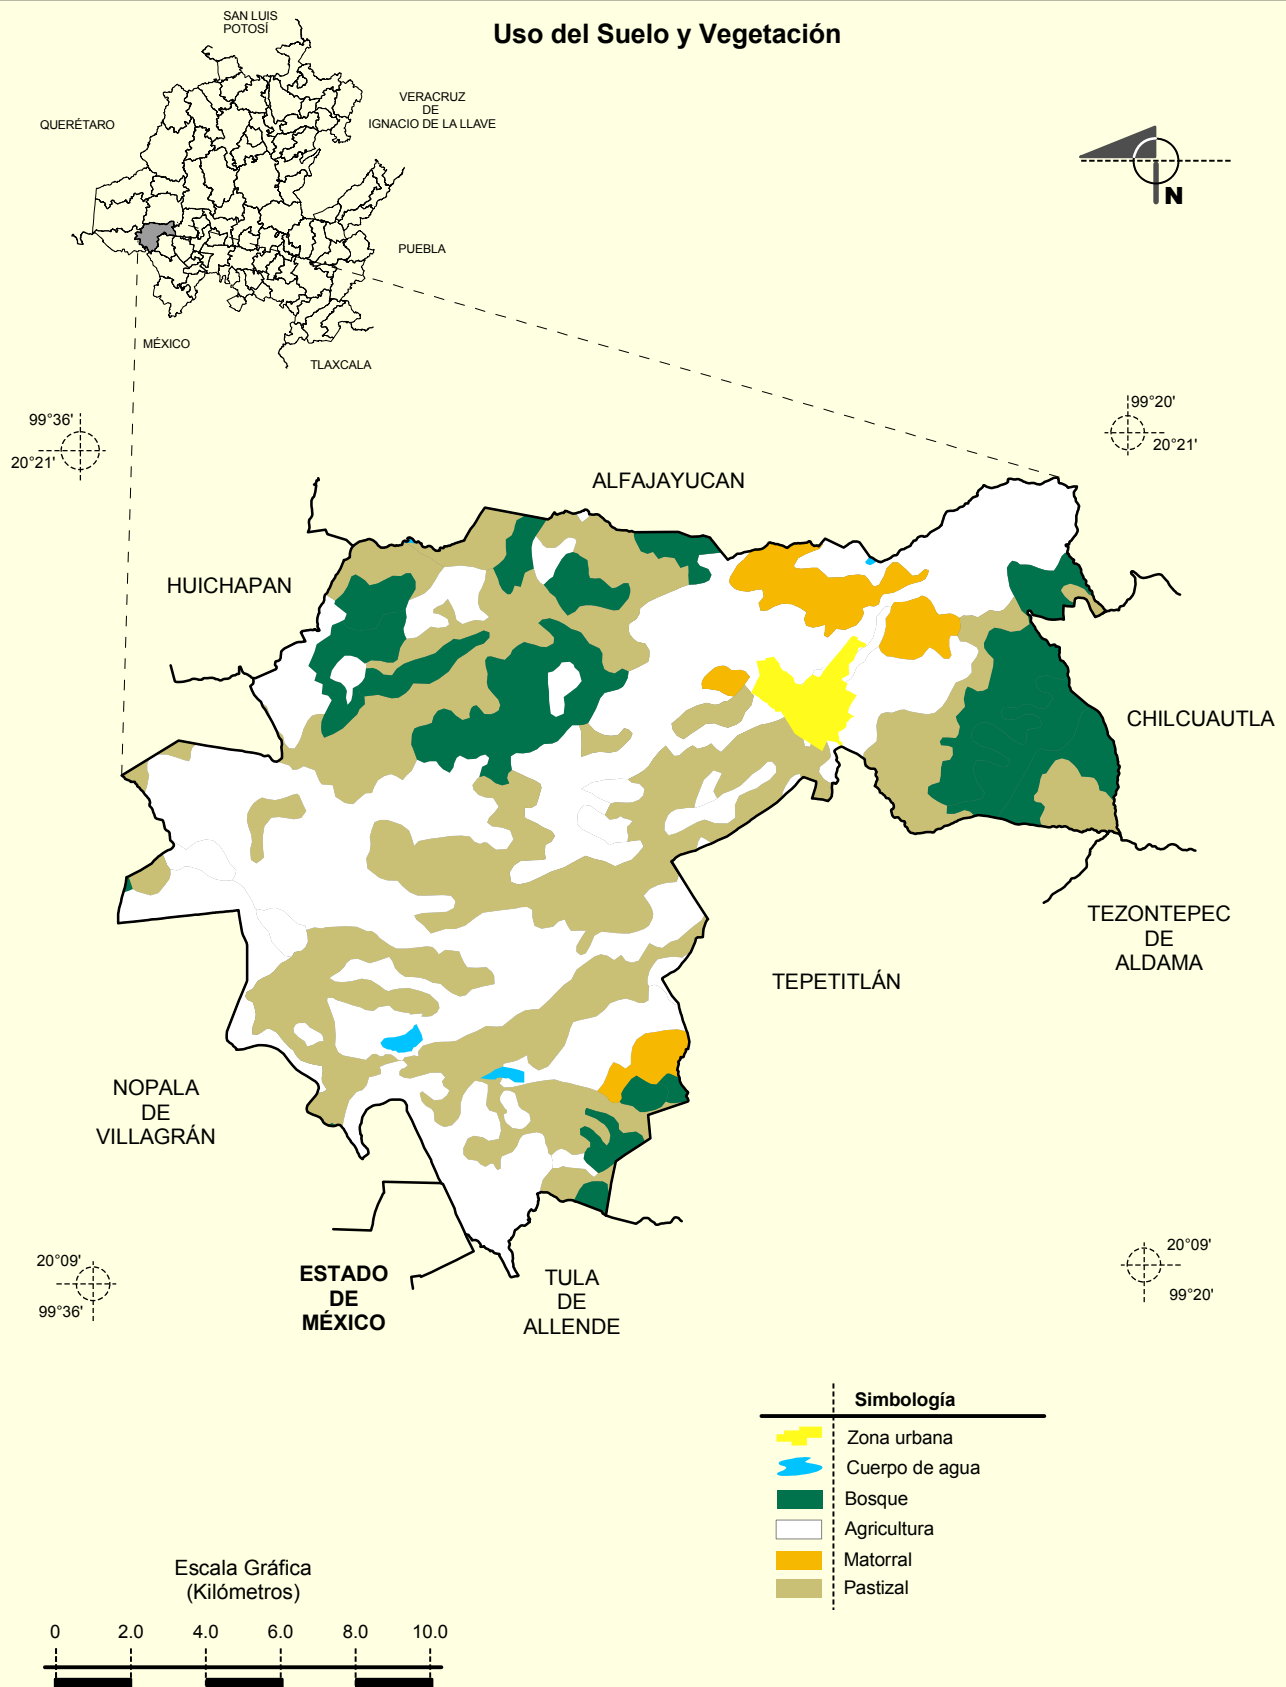 Uso del Suelo y Vegetación
SAN LUIS
POTOSÍ
QUERÉTARO
VERACRUZ
DE
IGNACIO DE LA LLAVE
PUEBLA
MÉXICO
TLAXCALA
N
99°36'
20°21'
99°20'
20°21'
ALFAJAYUCAN
HUICHAPAN
CHILCUAUTLA
TEZONTEPEC
DE
ALDAMA
TEPETITLÁN
NOPALA
DE
VILLAGRÁN
20°09'
99°36'
ESTADO
DE
MÉXICO
TULA
DE
ALLENDE
20°09'
99°20'
Simbología
Zona urbana
Cuerpo de agua
Bosque
Agricultura
Matorral
Pastizal
Escala Gráfica
(Kilómetros)
0 2.0 4.0 6.0 8.0 10.0